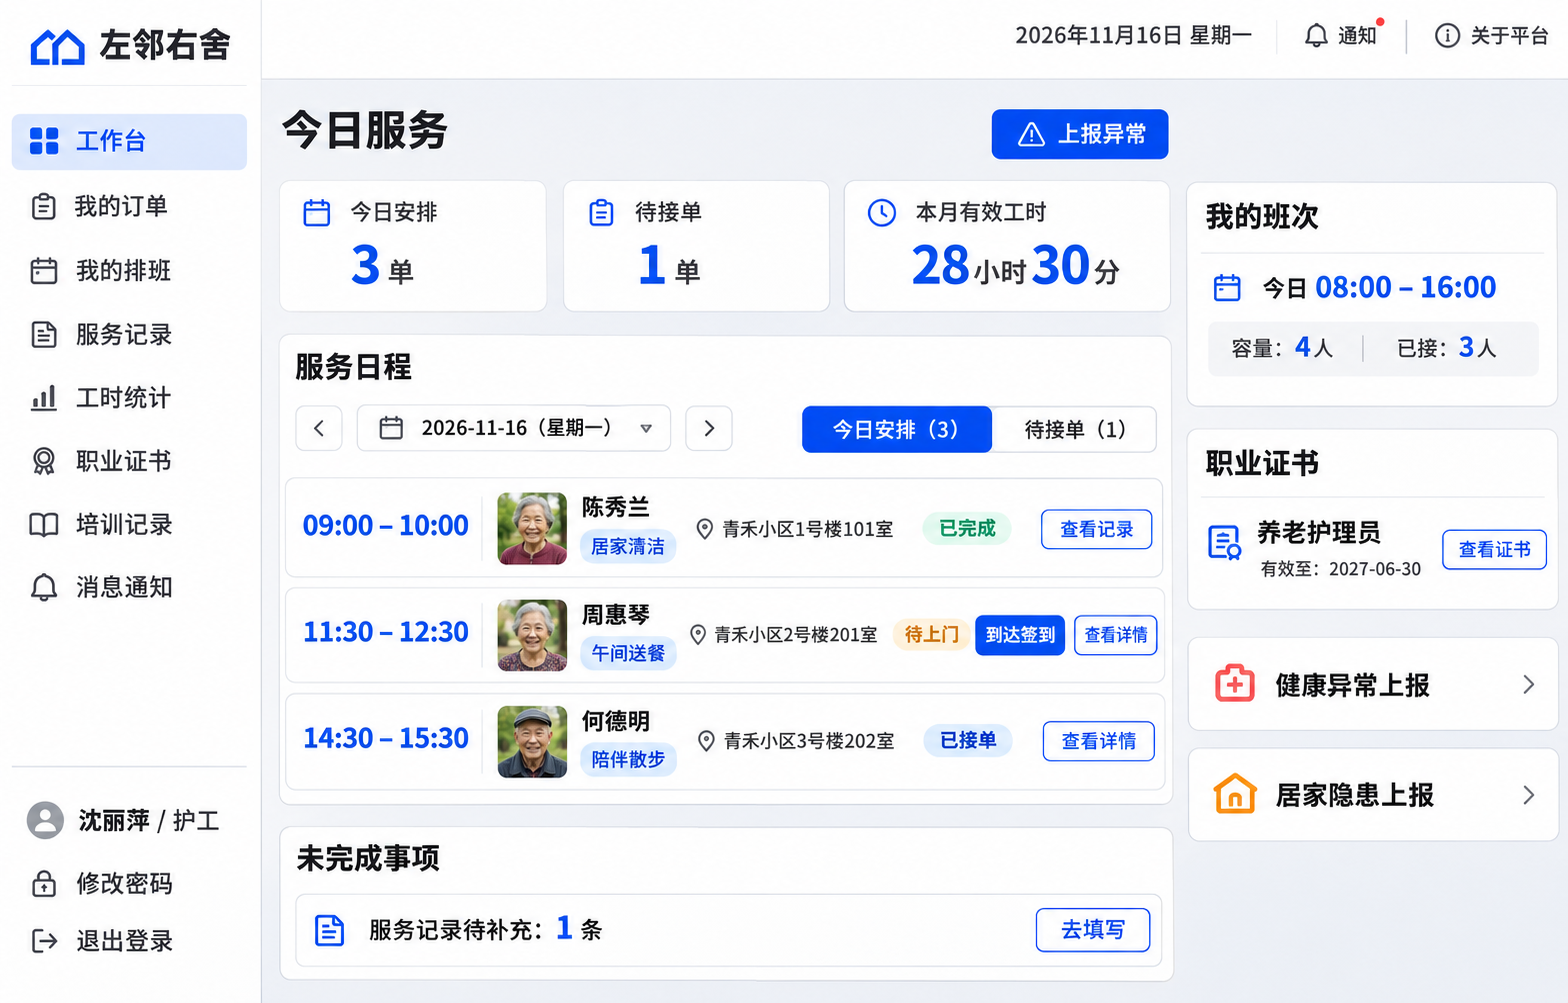 左邻右舍
2026年11月16日 星期一
通知
关于平台
工作台
我的订单
我的排班
服务记录
工时统计
职业证书
培训记录
消息通知
沈丽萍 / 护工
修改密码
退出登录
今日服务
上报异常
今日安排
3 单
待接单
1 单
本月有效工时
28小时30分
服务日程
2026-11-16（星期一）
今日安排（3）
待接单（1）
09:00 – 10:00
陈秀兰
居家清洁
青禾小区1号楼101室
已完成
查看记录
11:30 – 12:30
周惠琴
午间送餐
青禾小区2号楼201室
待上门
到达签到
查看详情
14:30 – 15:30
何德明
陪伴散步
青禾小区3号楼202室
已接单
查看详情
未完成事项
服务记录待补充：1 条
去填写
我的班次
今日 08:00 – 16:00
容量：4人
已接：3人
职业证书
养老护理员
有效至：2027-06-30
查看证书
健康异常上报
居家隐患上报